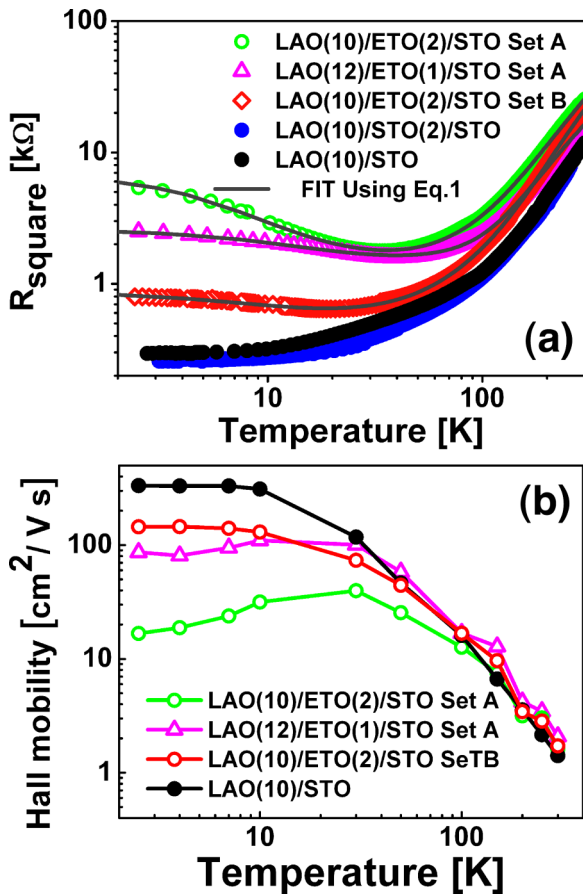 (a)
LAO(10)/ETO(2)/STO Set A
LAO(12)/ETO(1)/STO Set A
LAO(10)/ETO(2)/STO Set B
LAO(10)/STO(2)/STO
LAO(10)/STO
FIT Using Eq.1
100
10
1
Rsquare [kΩ]
10
100
Temperature [K]
(b)
100
10
1
Hall mobility [cm²/ V s]
LAO(10)/ETO(2)/STO Set A
LAO(12)/ETO(1)/STO Set A
LAO(10)/ETO(2)/STO SeTB
LAO(10)/STO
10
100
Temperature [K]